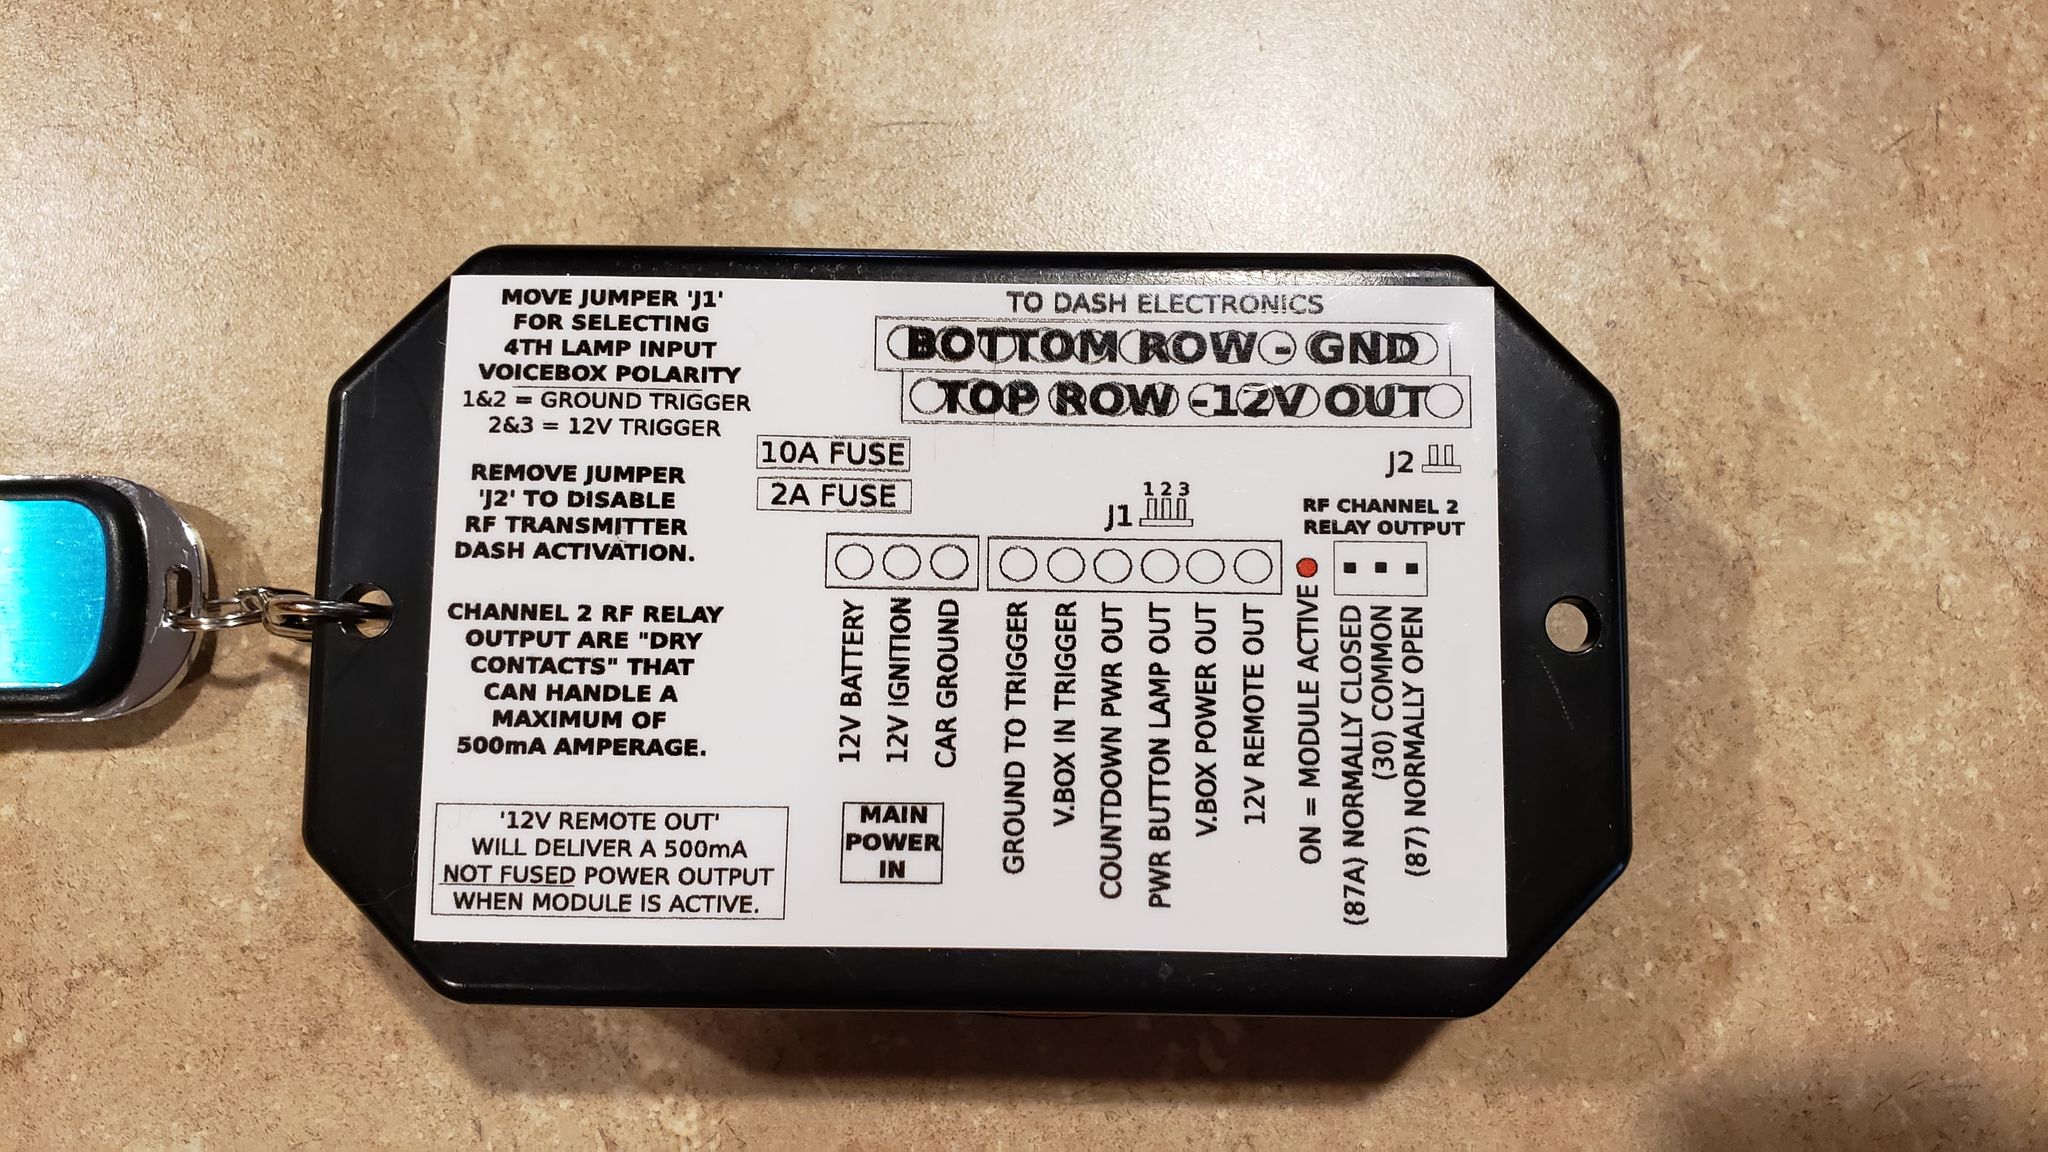 MOVE JUMPER 'J1'
FOR SELECTING
4TH LAMP INPUT
VOICEBOX POLARITY
1&2 = GROUND TRIGGER
2&3 = 12V TRIGGER
REMOVE JUMPER
'J2' TO DISABLE
RF TRANSMITTER
DASH ACTIVATION.
CHANNEL 2 RF RELAY
OUTPUT ARE "DRY
CONTACTS" THAT
CAN HANDLE A
MAXIMUM OF
500mA AMPERAGE.
'12V REMOTE OUT'
WILL DELIVER A 500mA
NOT FUSED POWER OUTPUT
WHEN MODULE IS ACTIVE.
TO DASH ELECTRONICS
BOTTOM ROW - GND
TOP ROW -12V OUT
10A FUSE
2A FUSE
J2
J1
1 2 3
RF CHANNEL 2
RELAY OUTPUT
12V BATTERY
12V IGNITION
CAR GROUND
MAIN
POWER
IN
GROUND TO TRIGGER
V.BOX IN TRIGGER
COUNTDOWN PWR OUT
PWR BUTTON LAMP OUT
V.BOX POWER OUT
12V REMOTE OUT
ON = MODULE ACTIVE
(87A) NORMALLY CLOSED
(30) COMMON
(87) NORMALLY OPEN